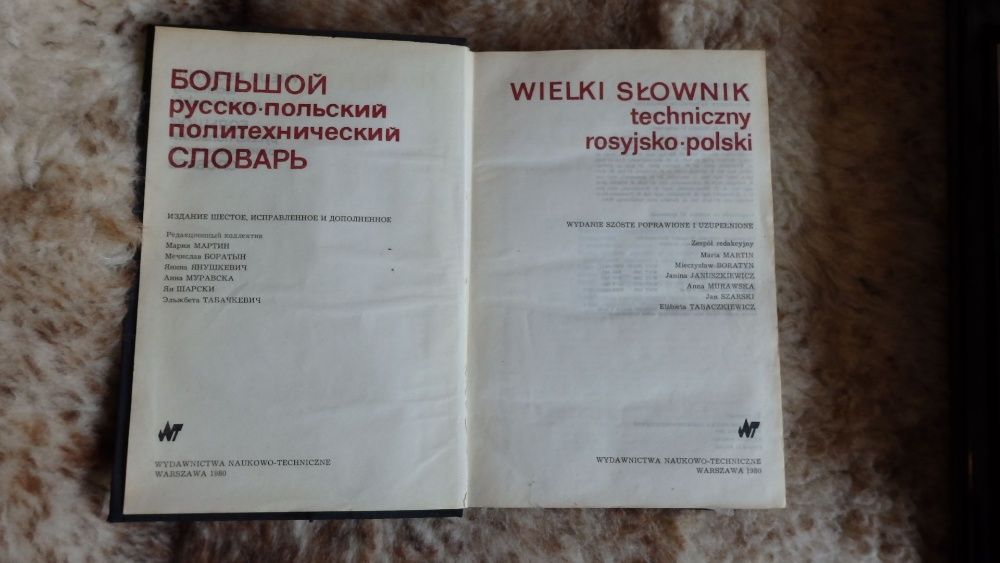 БОЛЬШОЙ
русско-польский
политехнический
СЛОВАРЬ
ИЗДАНИЕ ШЕСТОЕ, ИСПРАВЛЕННОЕ И ДОПОЛНЕННОЕ
Редакционный коллектив
Мария МАРТИН
Мечислав БОРАТЫН
Янина ЯНУШКЕВИЧ
Анна МУРАВСКА
Ян ШАРСКИ
Эльжбета ТАБАЧКЕВИЧ
WNT
WYDAWNICTWA NAUKOWO-TECHNICZNE
WARSZAWA 1980
WIELKI SŁOWNIK
techniczny
rosyjsko-polski
WYDANIE SZÓSTE POPRAWIONE I UZUPEŁNIONE
Zespół redakcyjny
Maria MARTIN
Mieczysław BORATYN
Janina JANUSZKIEWICZ
Anna MURAWSKA
Jan SZARSKI
Elżbieta TABACZKIEWICZ
WNT
WYDAWNICTWA NAUKOWO-TECHNICZNE
WARSZAWA 1980